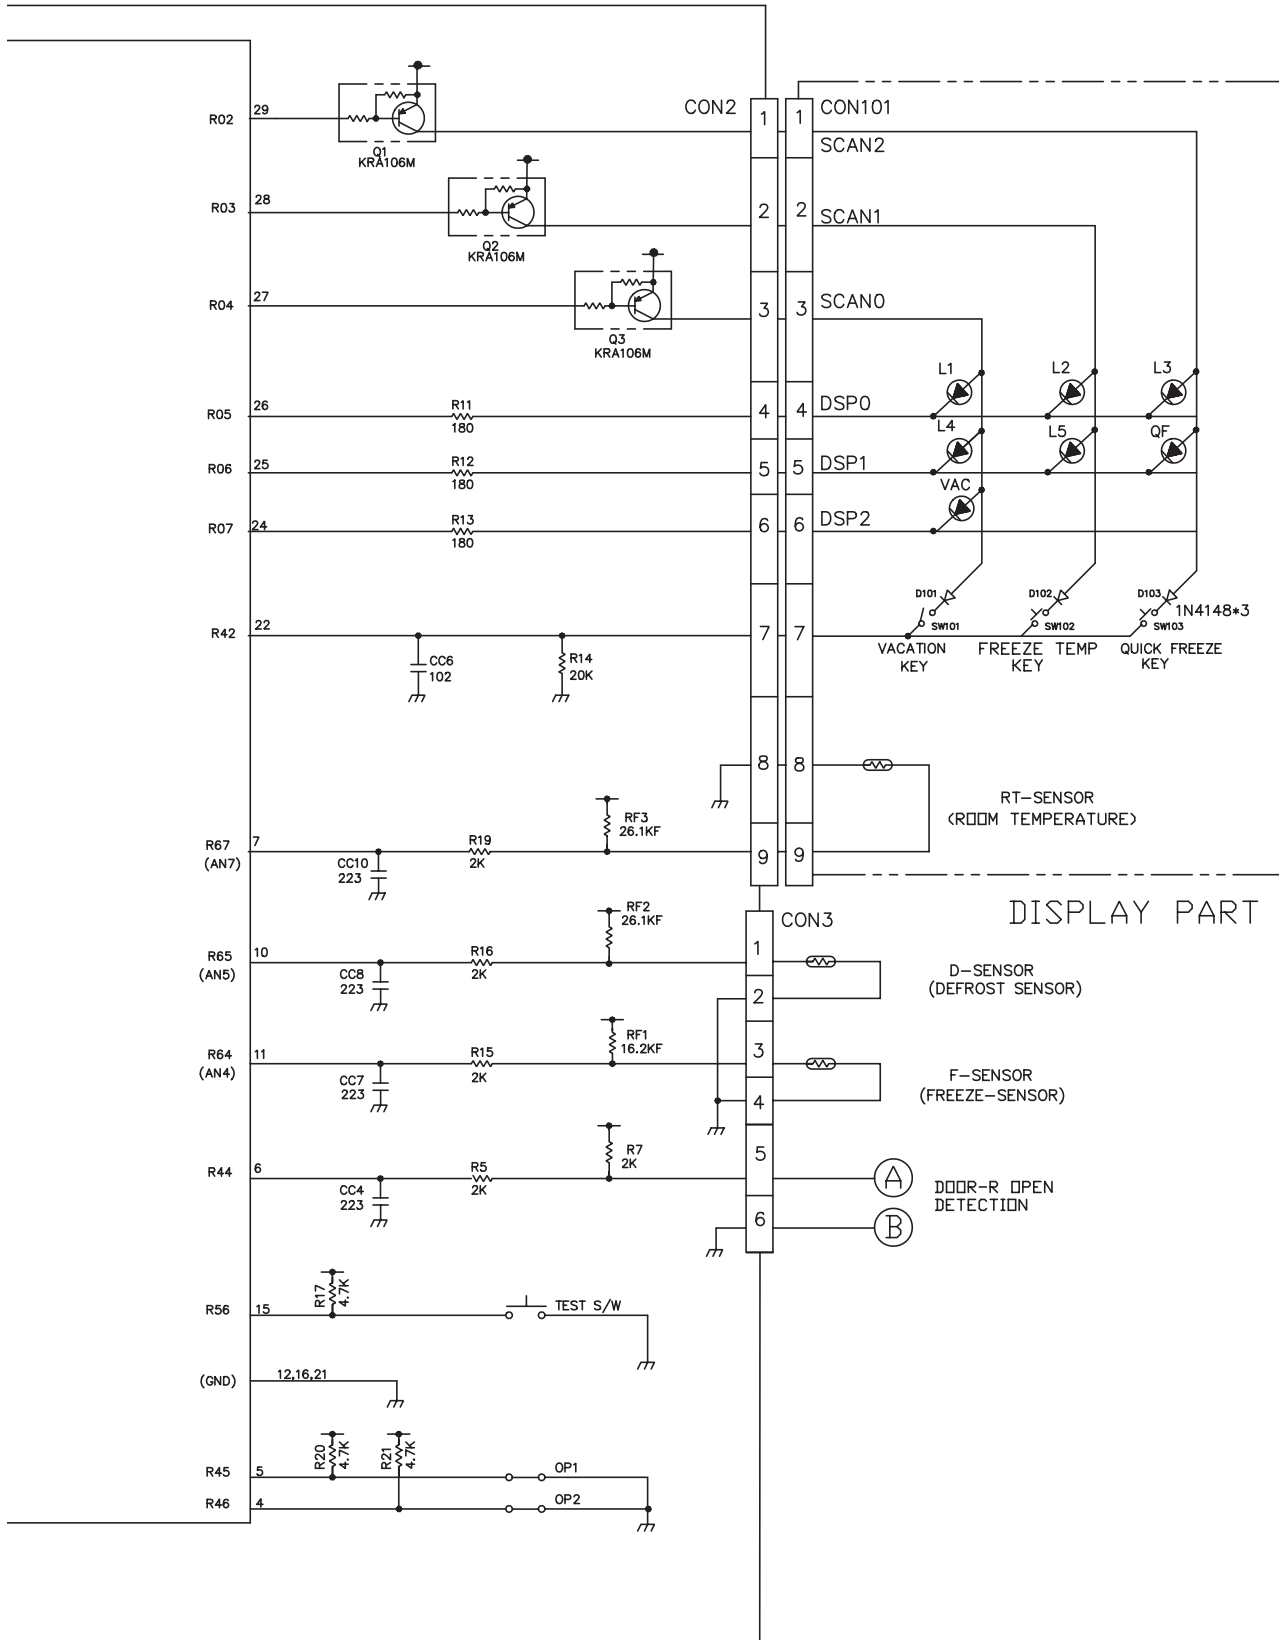 CON2
CON101
1
1
R02
29
SCAN2
Q1
KRA106M
R03
28
2
2
SCAN1
Q2
KRA106M
R04
27
3
3
SCAN0
Q3
KRA106M
L1
L2
L3
R05
26
R11
180
4
4
DSP0
L4
L5
QF
R06
25
R12
180
5
5
DSP1
VAC
R07
24
R13
180
6
6
DSP2
D101
D102
D103
1N4148*3
SW101
SW102
SW103
R42
22
7
7
VACATION
KEY
FREEZE TEMP
KEY
QUICK FREEZE
KEY
CC6
102
R14
20K
8
8
RT-SENSOR
(ROOM TEMPERATURE)
RF3
26.1KF
R67
(AN7)
7
R19
2K
9
9
CC10
223
DISPLAY PART
RF2
26.1KF
CON3
R65
(AN5)
10
R16
2K
1
CC8
223
2
D-SENSOR
(DEFROST SENSOR)
RF1
16.2KF
R64
(AN4)
11
R15
2K
3
CC7
223
4
F-SENSOR
(FREEZE-SENSOR)
R7
2K
R44
6
R5
2K
5
CC4
223
A
DOOR-R OPEN
DETECTION
6
B
R17
4.7K
R56
15
TEST S/W
(GND)
12,16,21
R20
4.7K
R21
4.7K
R45
5
OP1
R46
4
OP2